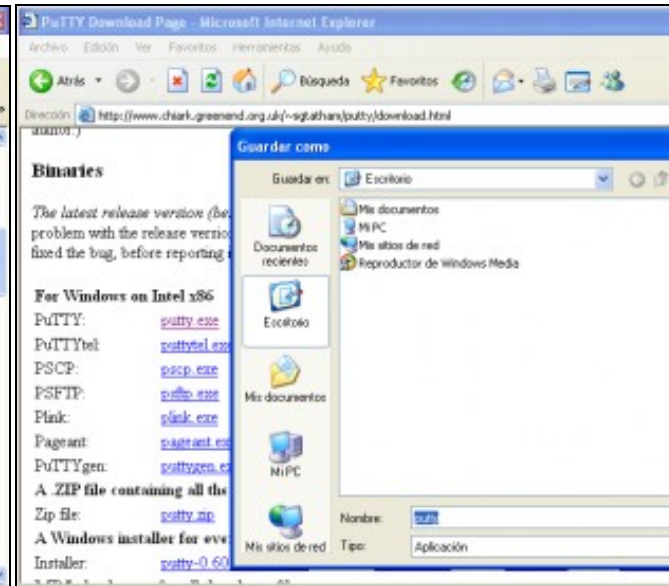 PuTTY Download Page - Microsoft Internet Explorer
Archivo Edición Ver Favoritos Herramientas Ayuda
Atrás Búsqueda Favoritos
Dirección http://www.chiark.greenend.org.uk/~sgtatham/putty/download.html
author.)
Binaries
The latest release version (be
problem with the release versio
fixed the bug, before reporting
For Windows on Intel x86
PuTTY: putty.exe
PuTTYtel: puttytel.exe
PSCP: pscp.exe
PSFTP: psftp.exe
Plink: plink.exe
Pageant: pageant.ex
PuTTYgen: puttygen.ex
A .ZIP file containing all the
Zip file: putty.zip
A Windows installer for eve
Installer: putty-0.60
Guardar como
Guardar en: Escritorio
Mis documentos
Mi PC
Mis sitios de red
Reproductor de Windows Media
Documentos
recientes
Escritorio
Mis documentos
Mi PC
Mis sitios de red
Nombre: putty
Tipo: Aplicación